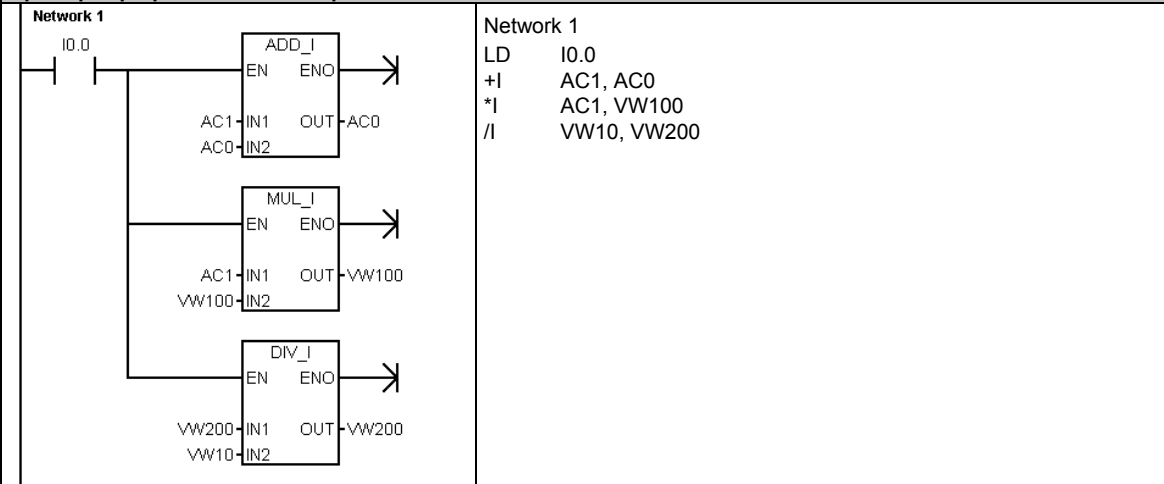 Network 1
I0.0
ADD_I
EN ENO
AC1 IN1 OUT AC0
AC0 IN2
MUL_I
EN ENO
AC1 IN1 OUT VW100
VW100 IN2
DIV_I
EN ENO
VW200 IN1 OUT VW200
VW10 IN2
Network 1
LD I0.0
+I AC1, AC0
*I AC1, VW100
/I VW10, VW200